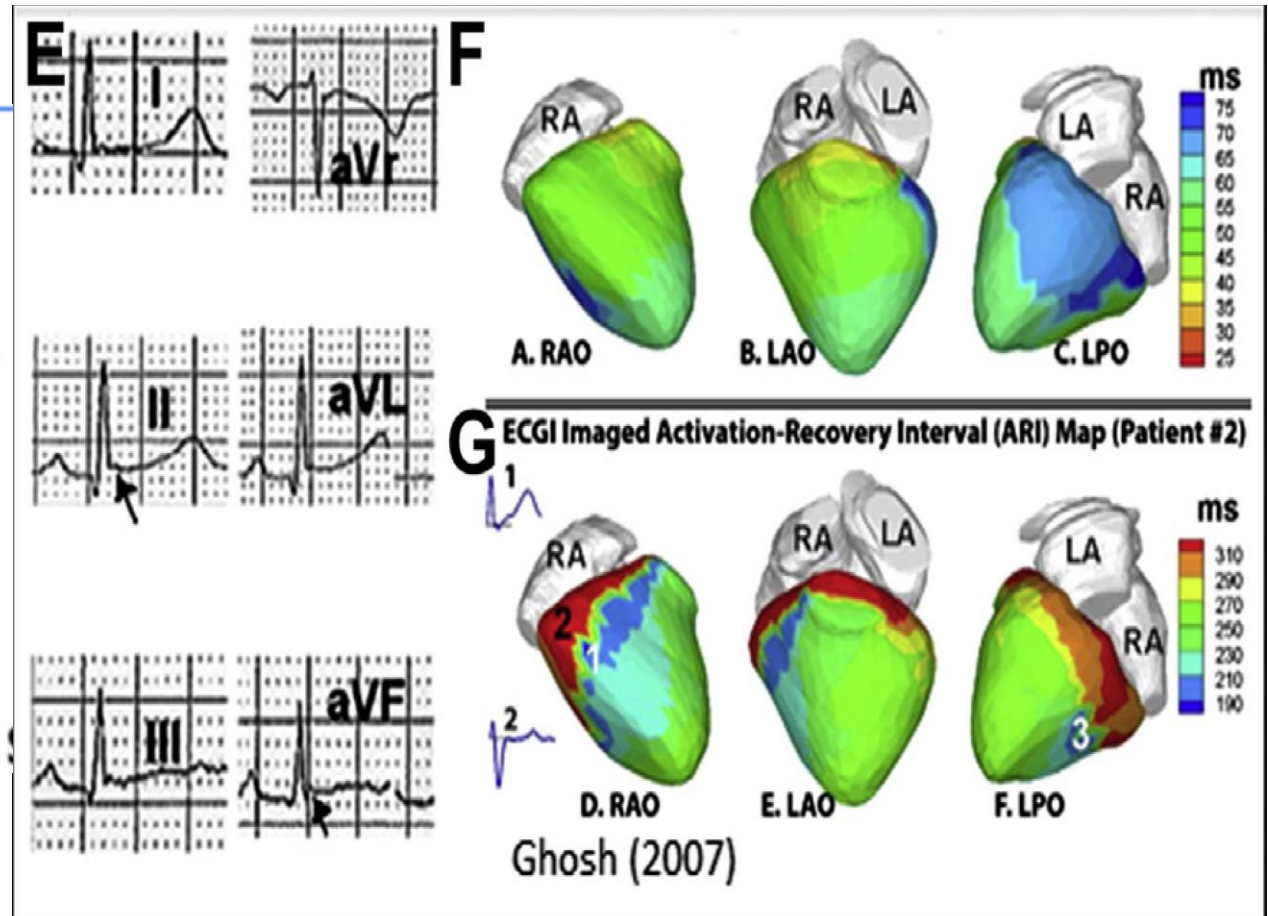 E
I
aVr
II
aVL
III
aVF
F
RA
RA
LA
LA
RA
ms
75
70
65
60
55
50
45
40
35
30
25
A. RAO
B. LAO
C. LPO
G
ECGI Imaged Activation-Recovery Interval (ARI) Map (Patient #2)
1
2
RA
2
1
RA
LA
LA
RA
3
ms
310
290
270
250
230
210
190
D. RAO
E. LAO
F. LPO
Ghosh (2007)